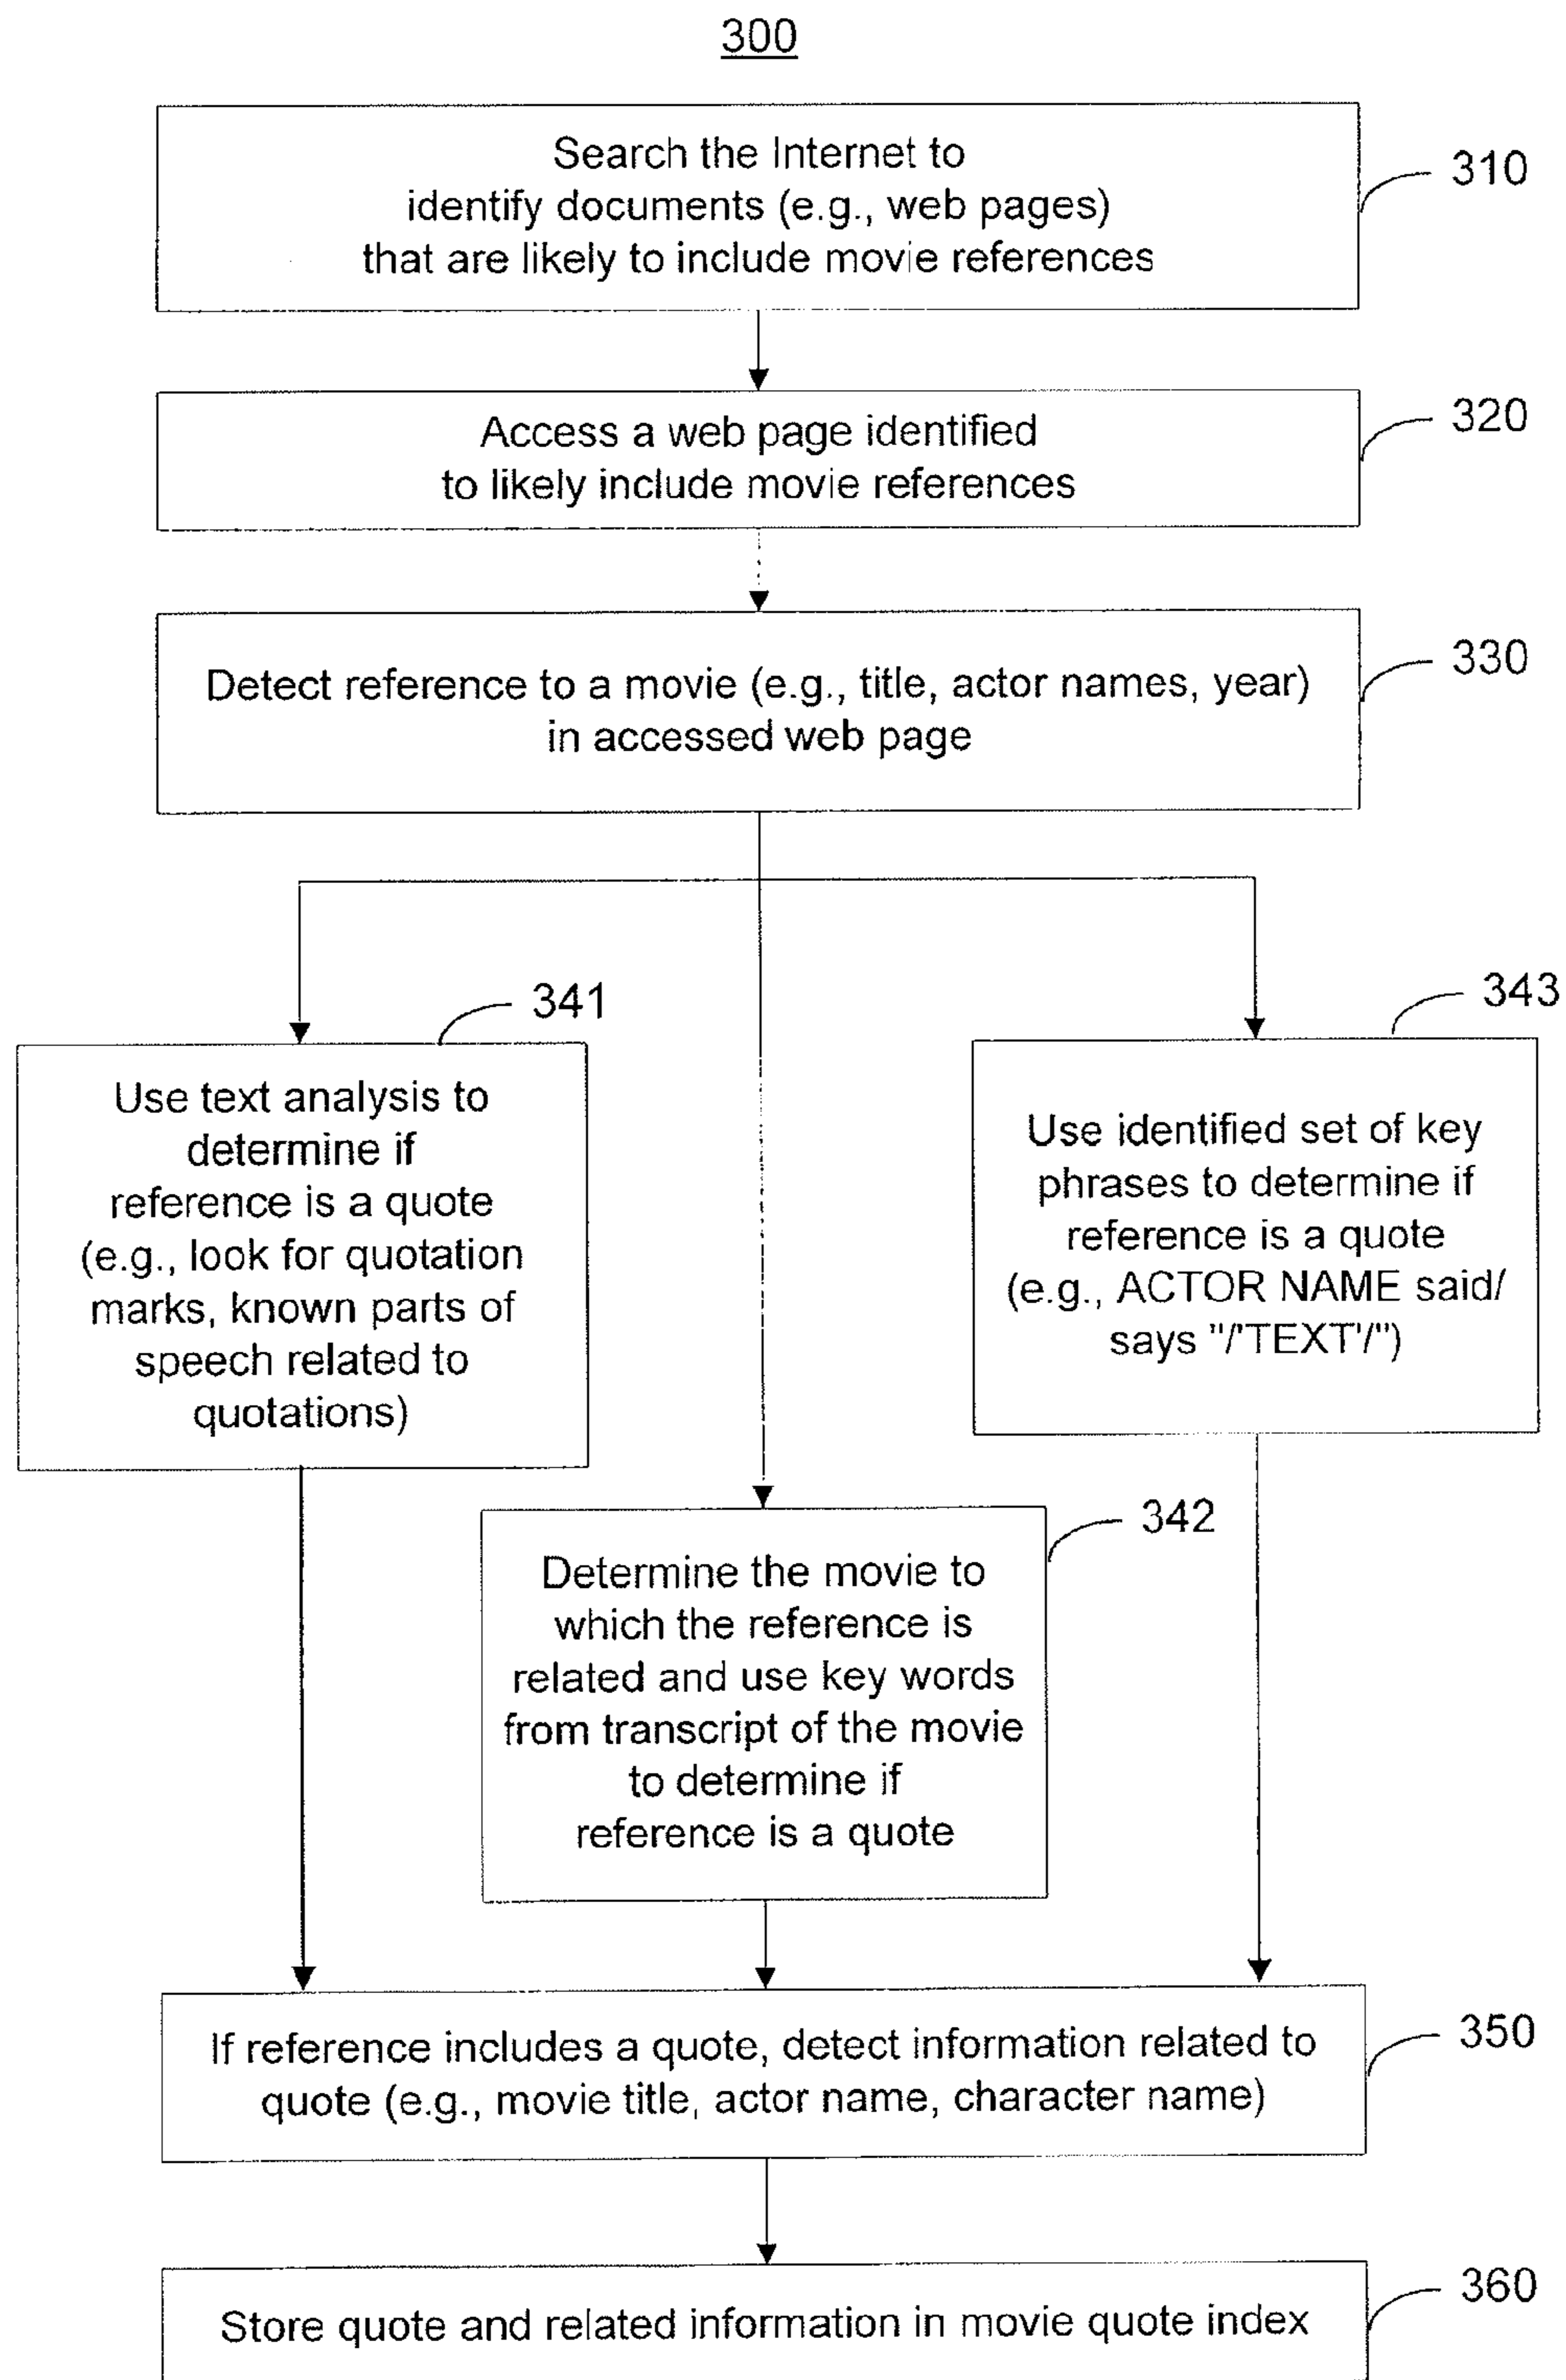 300
Search the Internet to
identify documents (e.g., web pages)
that are likely to include movie references
310
Access a web page identified
to likely include movie references
320
Detect reference to a movie (e.g., title, actor names, year)
in accessed web page
330
341
Use text analysis to
determine if
reference is a quote
(e.g., look for quotation
marks, known parts of
speech related to
quotations)
343
Use identified set of key
phrases to determine if
reference is a quote
(e.g., ACTOR NAME said/
says "/'TEXT'/")
342
Determine the movie to
which the reference is
related and use key words
from transcript of the movie
to determine if
reference is a quote
If reference includes a quote, detect information related to
quote (e.g., movie title, actor name, character name)
350
Store quote and related information in movie quote index
360